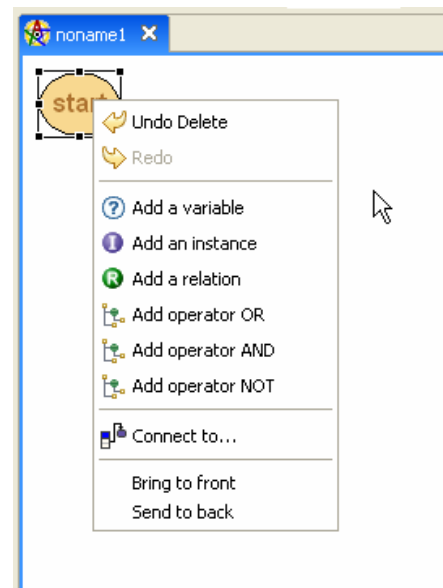 noname1
start
Undo Delete
Redo
? Add a variable
I Add an instance
R Add a relation
Add operator OR
Add operator AND
Add operator NOT
Connect to...
Bring to front
Send to back